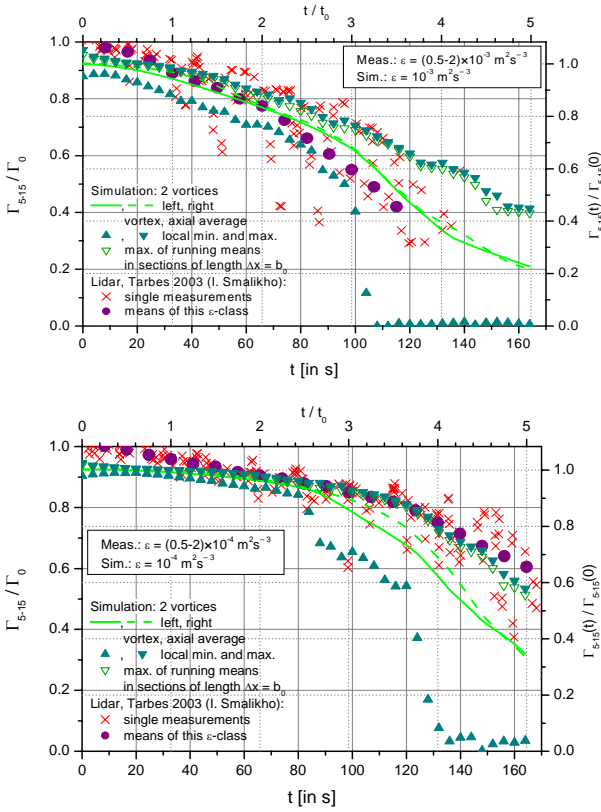 t / t₀
0 1 2 3 4 5
1.0
0.8
0.6
0.4
0.2
0.0
Γ₅₋₁₅ / Γ₀
Meas.: ε = (0.5-2)×10⁻³ m²s⁻³
Sim.: ε = 10⁻³ m²s⁻³
Simulation: 2 vortices
, left, right
vortex, axial average
, local min. and max.
max. of running means
in sections of length Δx = b₀
Lidar, Tarbes 2003 (I. Smalikho):
single measurements
means of this ε-class
1.0
0.8
0.6
0.4
0.2
0.0
Γ₅₋₁₅(t) / Γ₅₋₁₅(0)
0 20 40 60 80 100 120 140 160
t [in s]
t / t₀
0 1 2 3 4 5
1.0
0.8
0.6
0.4
0.2
0.0
Γ₅₋₁₅ / Γ₀
Meas.: ε = (0.5-2)×10⁻⁴ m²s⁻³
Sim.: ε = 10⁻⁴ m²s⁻³
Simulation: 2 vortices
, left, right
vortex, axial average
, local min. and max.
max. of running means
in sections of length Δx = b₀
Lidar, Tarbes 2003 (I. Smalikho):
single measurements
means of this ε-class
1.0
0.8
0.6
0.4
0.2
0.0
Γ₅₋₁₅(t) / Γ₅₋₁₅(0)
0 20 40 60 80 100 120 140 160
t [in s]